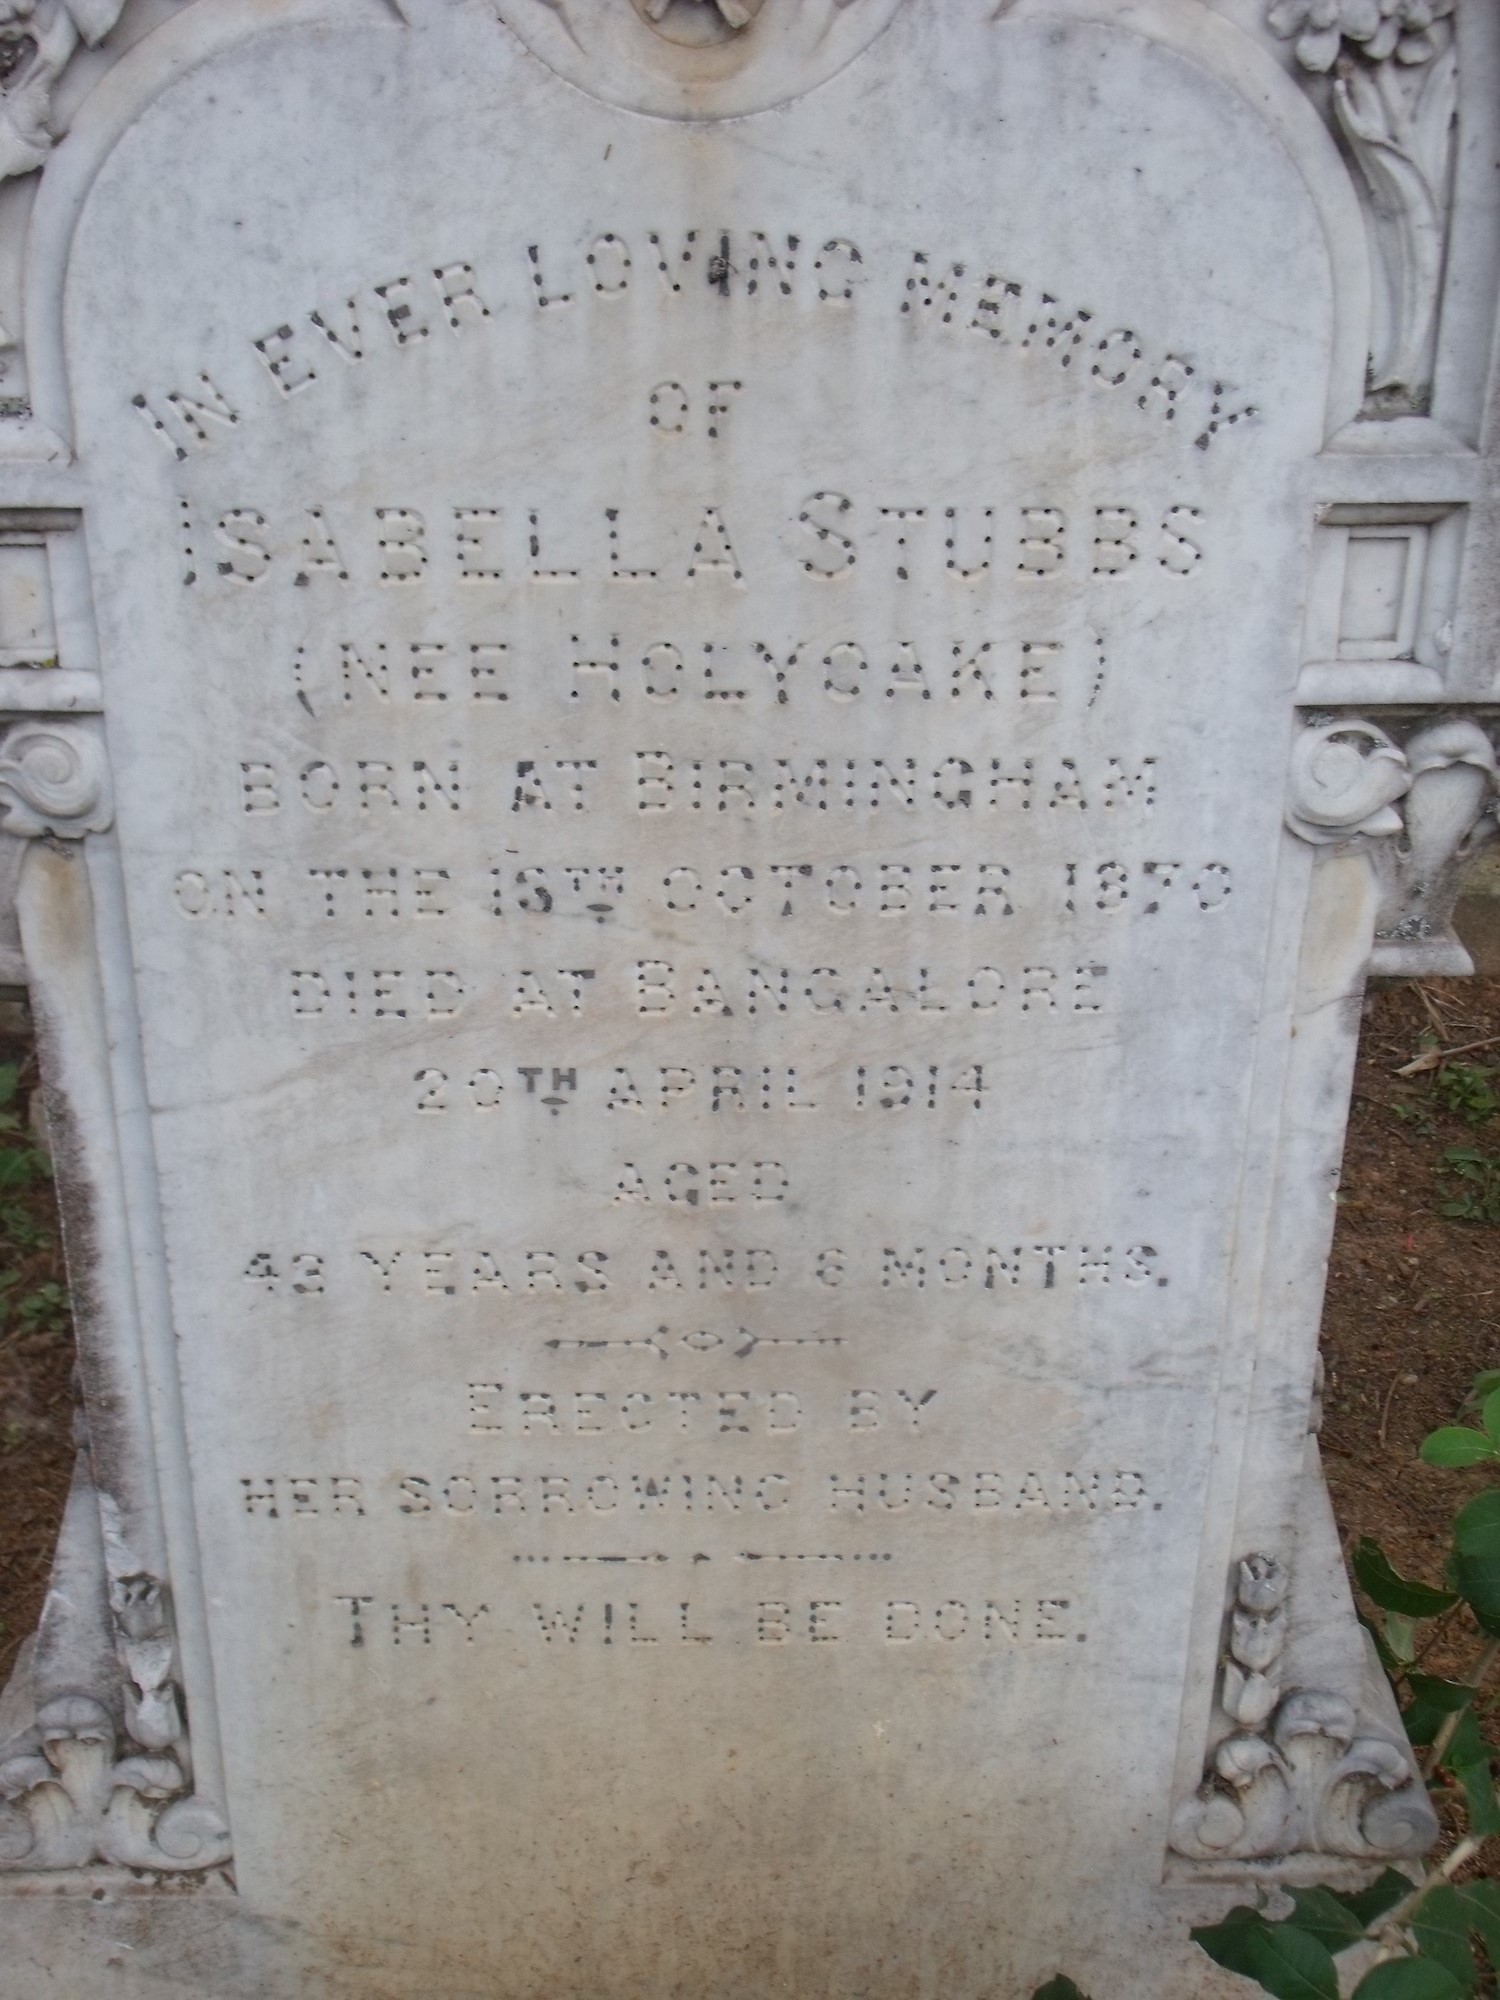 IN EVER LOVING MEMORY
OF
ISABELLA STUBBS
(NEE HOLYOAKE)
BORN AT BIRMINGHAM
ON THE 13TH OCTOBER 1870
DIED AT BANGALORE
20TH APRIL 1914
AGED
43 YEARS AND 6 MONTHS.
ERECTED BY
HER SORROWING HUSBAND.
THY WILL BE DONE.